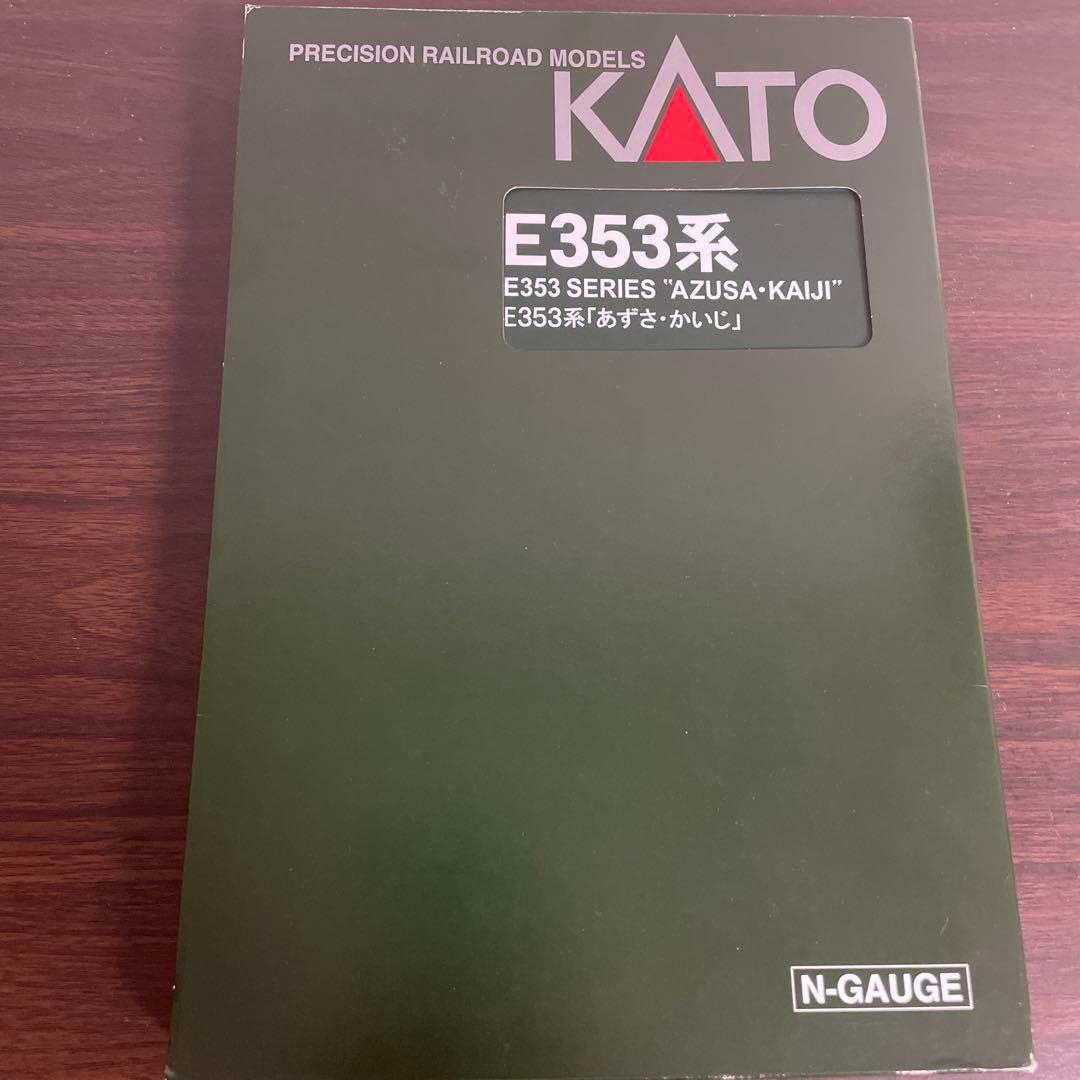 PRECISION RAILROAD MODELS
KATO
E353系
E353 SERIES "AZUSA・KAIJI"
E353系「あずさ・かいじ」
N-GAUGE